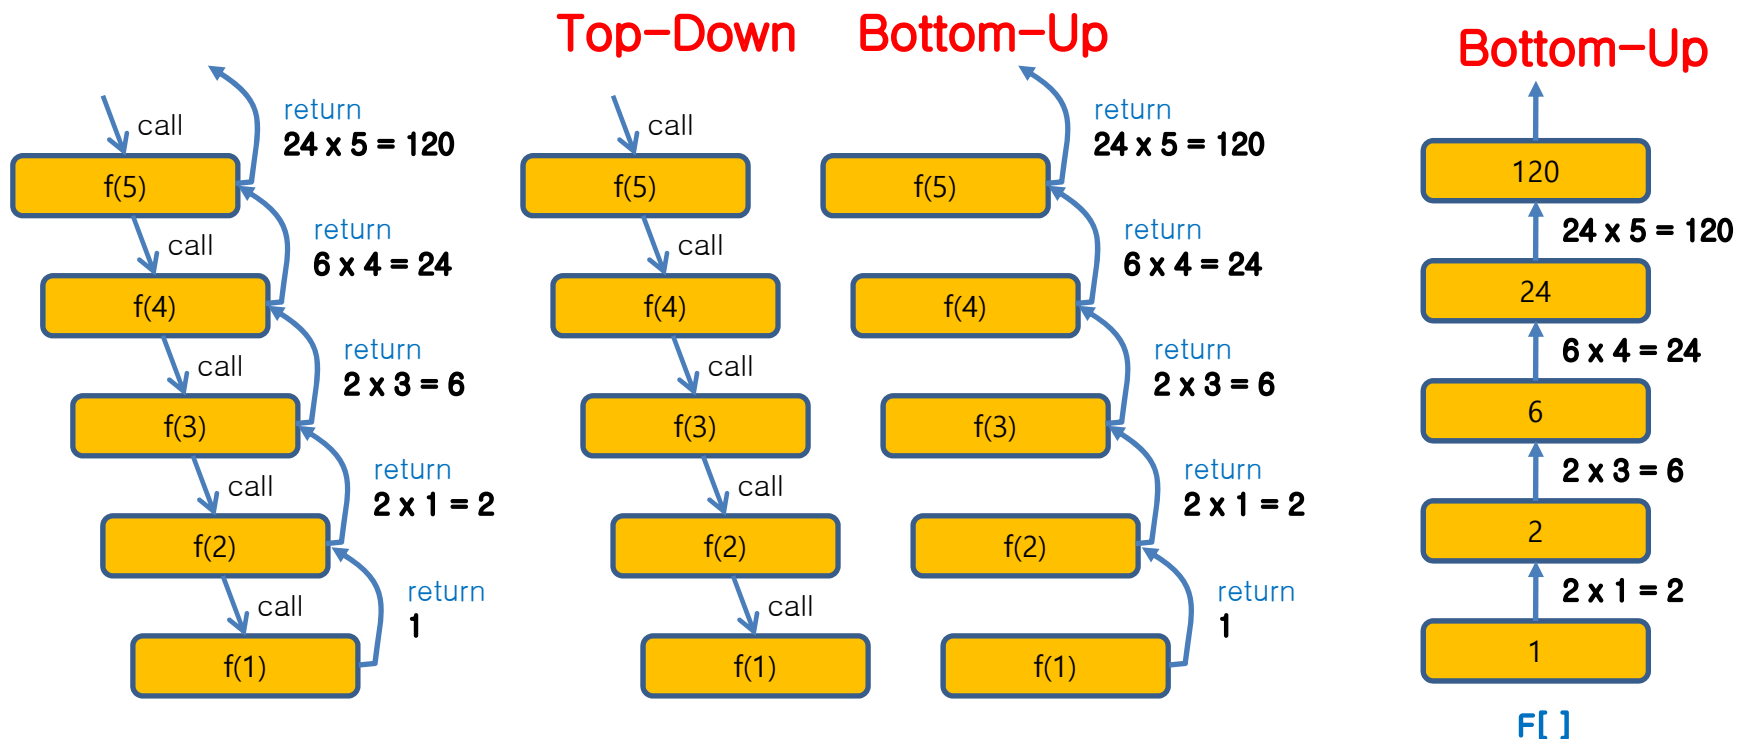 Top-Down
Bottom-Up
Bottom-Up
call
return
24 x 5 = 120
f(5)
call
return
6 x 4 = 24
f(4)
call
return
2 x 3 = 6
f(3)
call
return
2 x 1 = 2
f(2)
call
return
1
f(1)
call
f(5)
call
f(4)
call
f(3)
call
f(2)
call
f(1)
return
24 x 5 = 120
f(5)
return
6 x 4 = 24
f(4)
return
2 x 3 = 6
f(3)
return
2 x 1 = 2
f(2)
return
1
f(1)
120
24 x 5 = 120
24
6 x 4 = 24
6
2 x 3 = 6
2
2 x 1 = 2
1
F[ ]